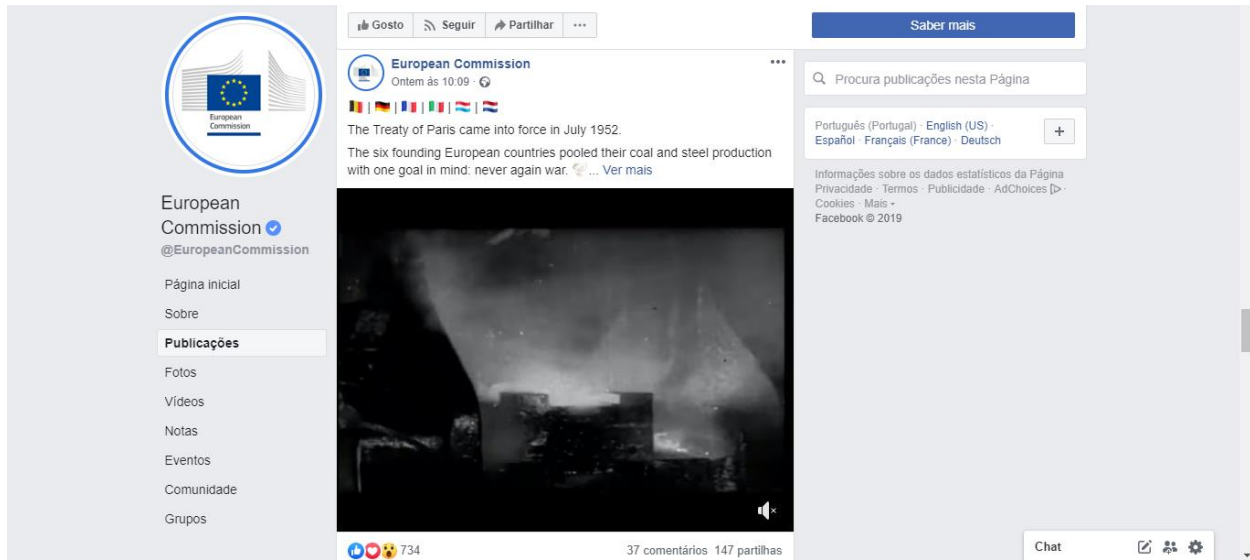 European
Commission
European
Commission
@EuropeanCommission
Página inicial
Sobre
Publicações
Fotos
Vídeos
Notas
Eventos
Comunidade
Grupos
Gosto Seguir Partilhar ···
European Commission
Ontem às 10:09 ·
| | | | |
The Treaty of Paris came into force in July 1952.
The six founding European countries pooled their coal and steel production
with one goal in mind: never again war. ... Ver mais
734
37 comentários 147 partilhas
Saber mais
Procura publicações nesta Página
Português (Portugal) · English (US) ·
Español · Français (France) · Deutsch
+
Informações sobre os dados estatísticos da Página
Privacidade · Termos · Publicidade · AdChoices ·
Cookies · Mais
Facebook © 2019
Chat